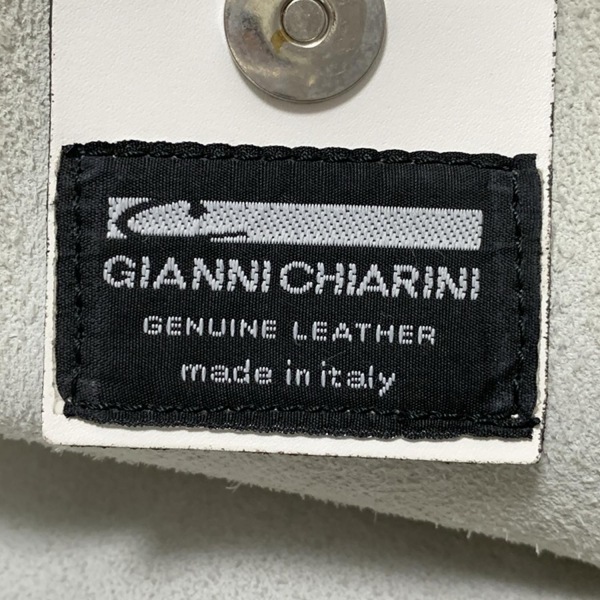 GIANNI CHIARINI
GENUINE LEATHER
made in italy